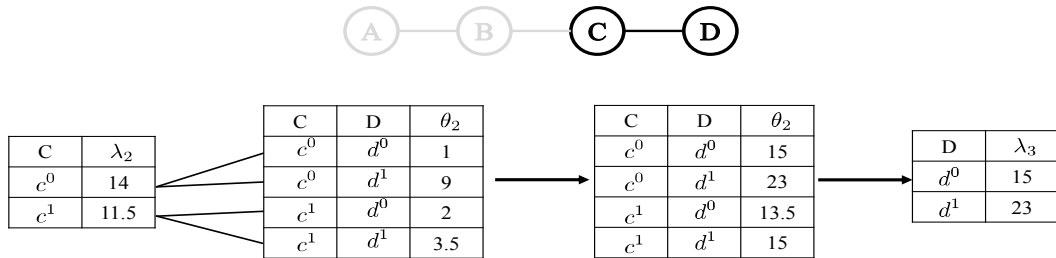 A B C D
C λ₂
c⁰ 14
c¹ 11.5
C D θ₂
c⁰ d⁰ 1
c⁰ d¹ 9
c¹ d⁰ 2
c¹ d¹ 3.5
C D θ₂
c⁰ d⁰ 15
c⁰ d¹ 23
c¹ d⁰ 13.5
c¹ d¹ 15
D λ₃
d⁰ 15
d¹ 23